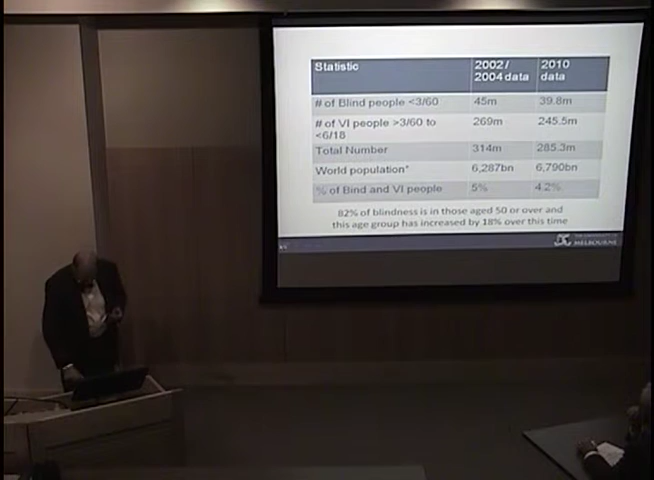 Statistic 2002 / 2010
2004 data data
# of Blind people <3/60 45m 39.8m
# of VI people >3/60 to 269m 245.5m
<6/18
Total Number 314m 285.3m
World population* 6,287bn 6,790bn
% of Bind and VI people 5% 4.2%
82% of blindness is in those aged 50 or over and
this age group has increased by 18% over this time
MELBOURNE